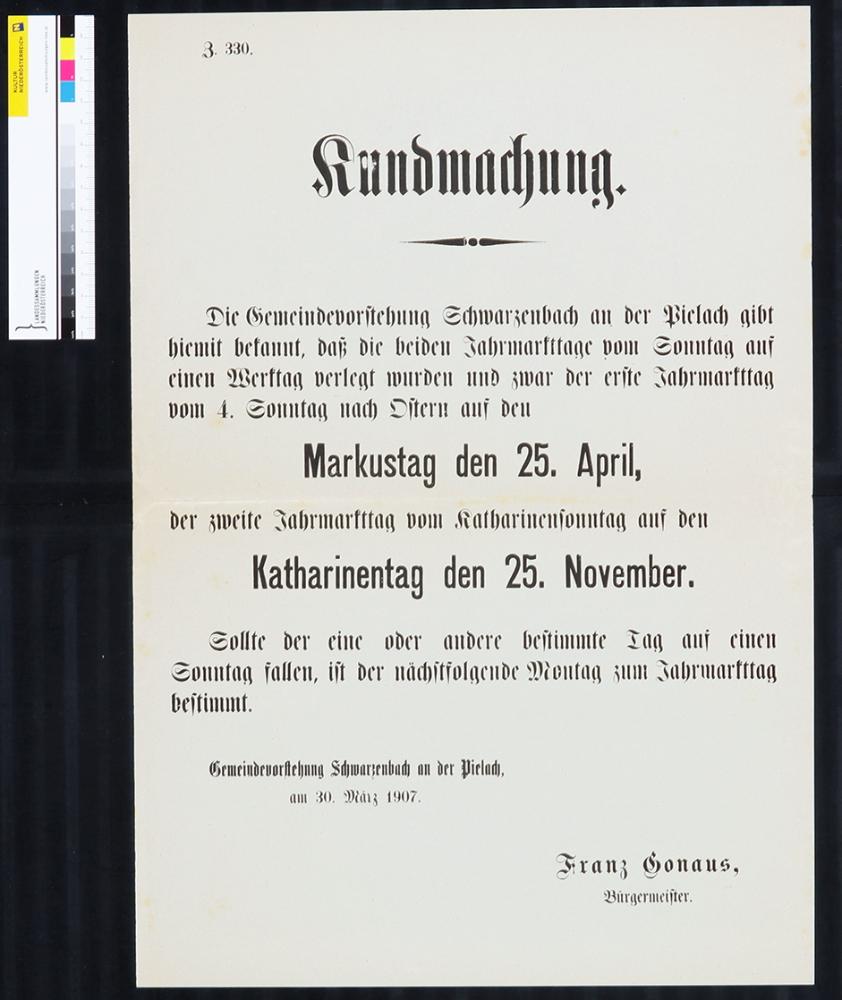 Z. 330.
Kundmachung.
Die Gemeindevorstehung Schwarzenbach an der Pielach gibt
hiemit bekannt, daß die beiden Jahrmarkttage vom Sonntag auf
einen Werktag verlegt wurden und zwar der erste Jahrmarkttag
vom 4. Sonntag nach Ostern auf den
Markustag den 25. April,
der zweite Jahrmarkttag vom Katharinensonntag auf den
Katharinentag den 25. November.
Sollte der eine oder andere bestimmte Tag auf einen
Sonntag fallen, ist der nächstfolgende Montag zum Jahrmarkttag
bestimmt.
Gemeindevorstehung Schwarzenbach an der Pielach,
am 30. März 1907.
Franz Gonaus,
Bürgermeister.
KULTUR
NIEDERÖSTERREICH
LANDESSAMMLUNGEN
NIEDERÖSTERREICH